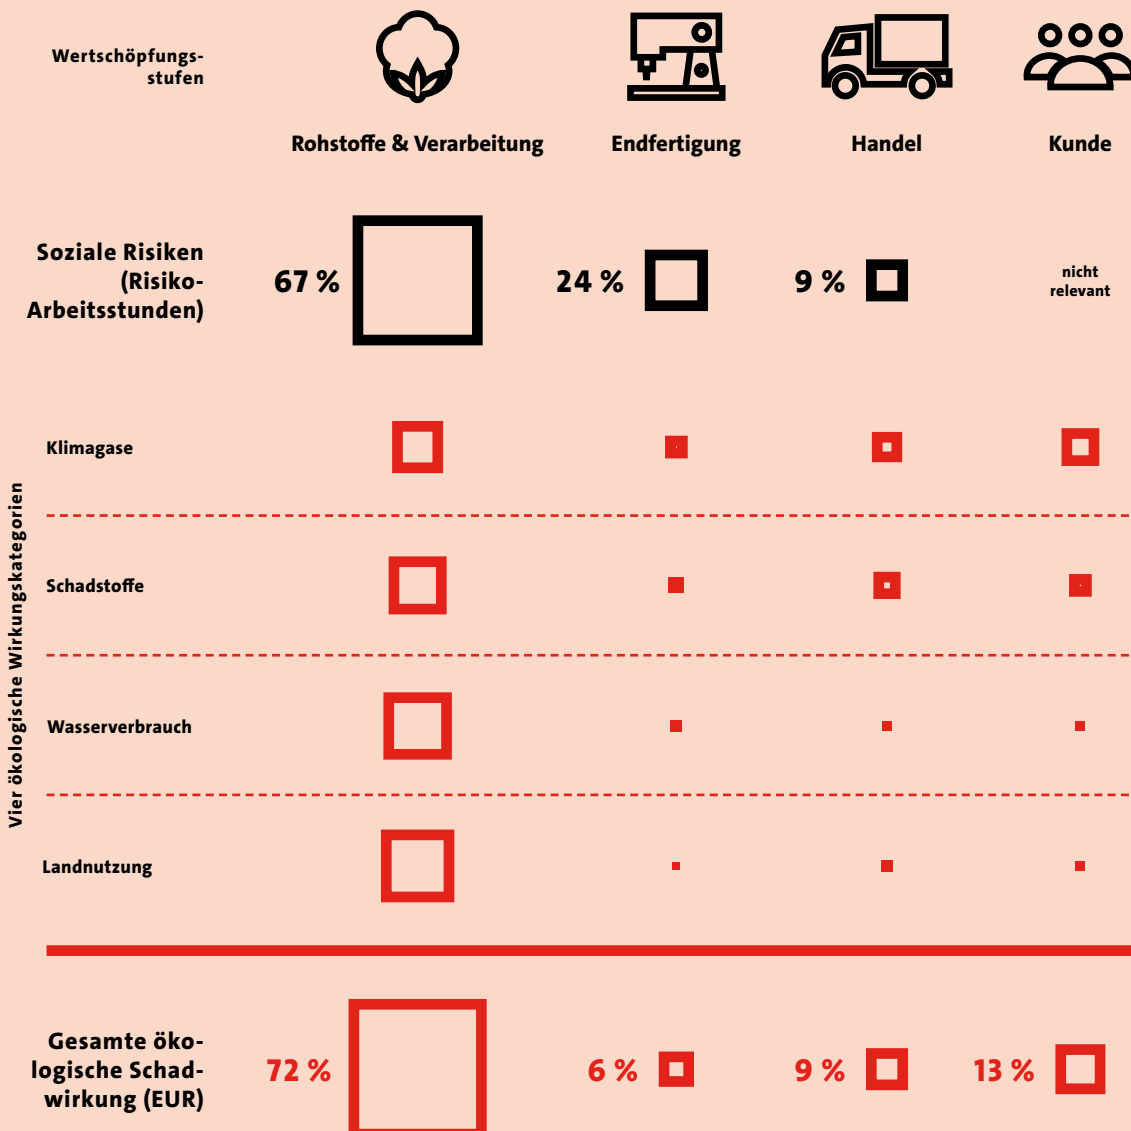 Wertschöpfungs-
stufen
Rohstoffe & Verarbeitung
Endfertigung
Handel
Kunde
Soziale Risiken
(Risiko-
Arbeitsstunden)
67 %
24 %
9 %
nicht
relevant
Vier ökologische Wirkungskategorien
Klimagase
Schadstoffe
Wasserverbrauch
Landnutzung
Gesamte öko-
logische Schad-
wirkung (EUR)
72 %
6 %
9 %
13 %